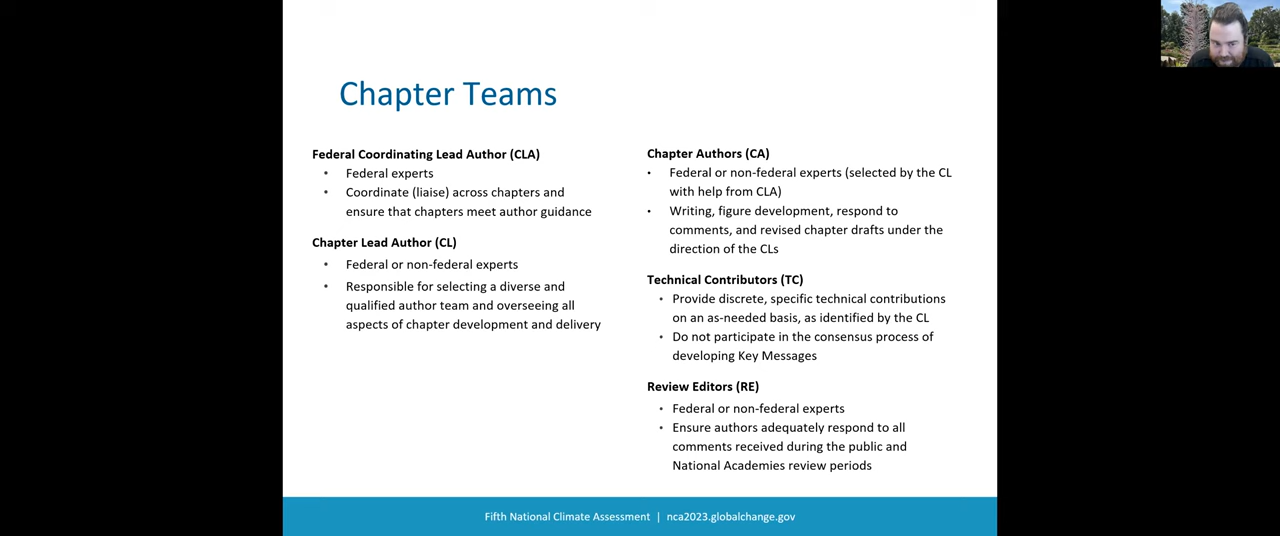 Chapter Teams
Federal Coordinating Lead Author (CLA)
• Federal experts
• Coordinate (liaise) across chapters and
ensure that chapters meet author guidance
Chapter Lead Author (CL)
• Federal or non-federal experts
• Responsible for selecting a diverse and
qualified author team and overseeing all
aspects of chapter development and delivery
Chapter Authors (CA)
• Federal or non-federal experts (selected by the CL
with help from CLA)
• Writing, figure development, respond to
comments, and revised chapter drafts under the
direction of the CLs
Technical Contributors (TC)
• Provide discrete, specific technical contributions
on an as-needed basis, as identified by the CL
• Do not participate in the consensus process of
developing Key Messages
Review Editors (RE)
• Federal or non-federal experts
• Ensure authors adequately respond to all
comments received during the public and
National Academies review periods
Fifth National Climate Assessment | nca2023.globalchange.gov